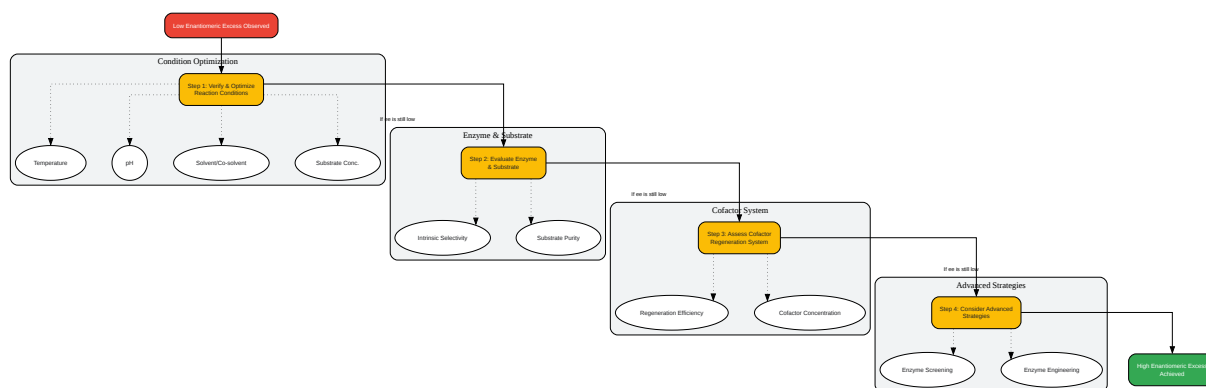 Low Enantiomeric Excess Observed
Condition Optimization
Step 1: Verify & Optimize
Reaction Conditions
Temperature
pH
Solvent/Co-solvent
Substrate Conc.
If ee is still low
Enzyme & Substrate
Step 2: Evaluate Enzyme
& Substrate
Intrinsic Selectivity
Substrate Purity
If ee is still low
Cofactor System
Step 3: Assess Cofactor
Regeneration System
Regeneration Efficiency
Cofactor Concentration
If ee is still low
Advanced Strategies
Step 4: Consider Advanced
Strategies
Enzyme Screening
Enzyme Engineering
High Enantiomeric Excess
Achieved